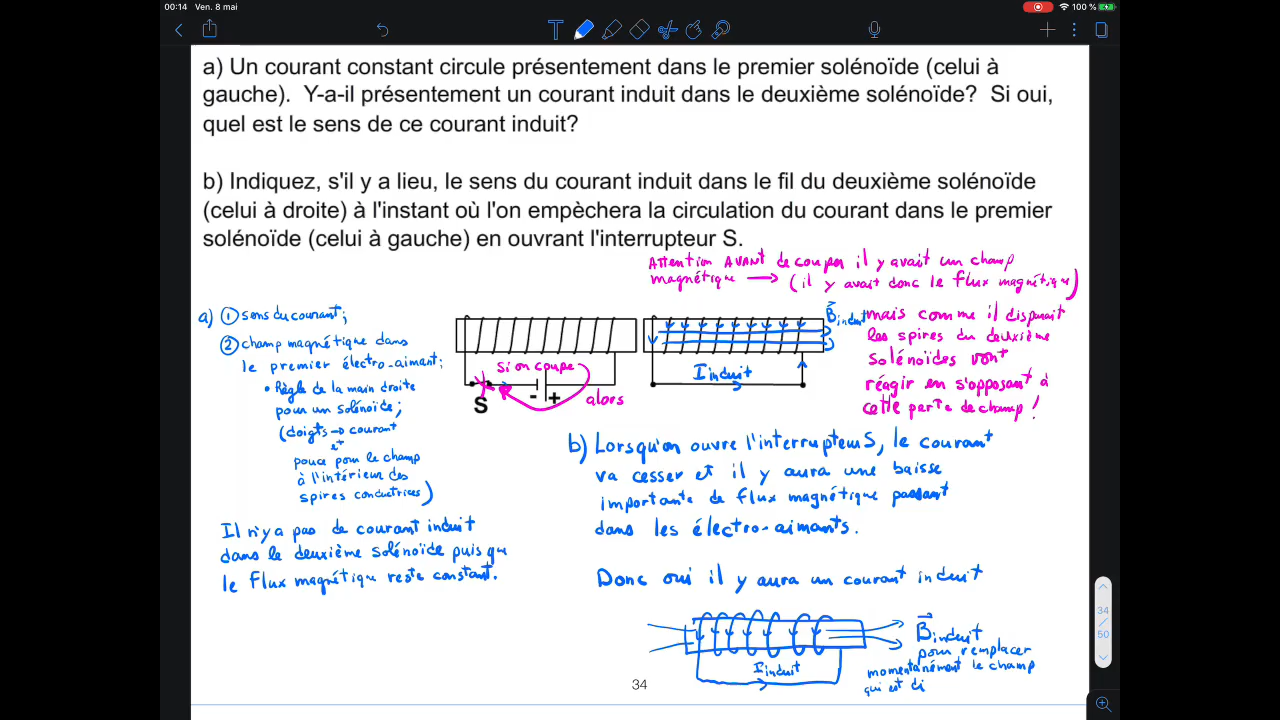 00:14 Ven. 8 mai
100 %
a) Un courant constant circule présentement dans le premier solénoïde (celui à
gauche). Y-a-il présentement un courant induit dans le deuxième solénoïde? Si oui,
quel est le sens de ce courant induit?
b) Indiquez, s'il y a lieu, le sens du courant induit dans le fil du deuxième solénoïde
(celui à droite) à l'instant où l'on empèchera la circulation du courant dans le premier
solénoïde (celui à gauche) en ouvrant l'interrupteur S.
Attention AVANT de couper il y avait un champ
magnétique → (il y avait donc le flux magnétique)
mais comme il disparait
les spires du deuxième
solénoïdes vont
réagir en s'opposant à
cette perte de champ!
a) ① sens du courant;
② champ magnétique dans
le premier électro-aimant;
• Règle de la main droite
pour un solénoïde;
(doigts → courant
et
pouce pour le champ
à l'intérieur des
spires conductrices)
Il n'y a pas de courant induit
dans le deuxième solénoïde puis que
le flux magnétique reste constant.
Si on coupe
S
- +
alors
B induit
I induit
b) Lorsqu'on ouvre l'interrupteur S, le courant
va cesser et il y aura une baisse
importante de flux magnétique passant
dans les électro-aimants.
Donc oui il y aura un courant induit
I induit
B induit
pour remplacer
momentanément le champ
qui est di
34
34
/
50